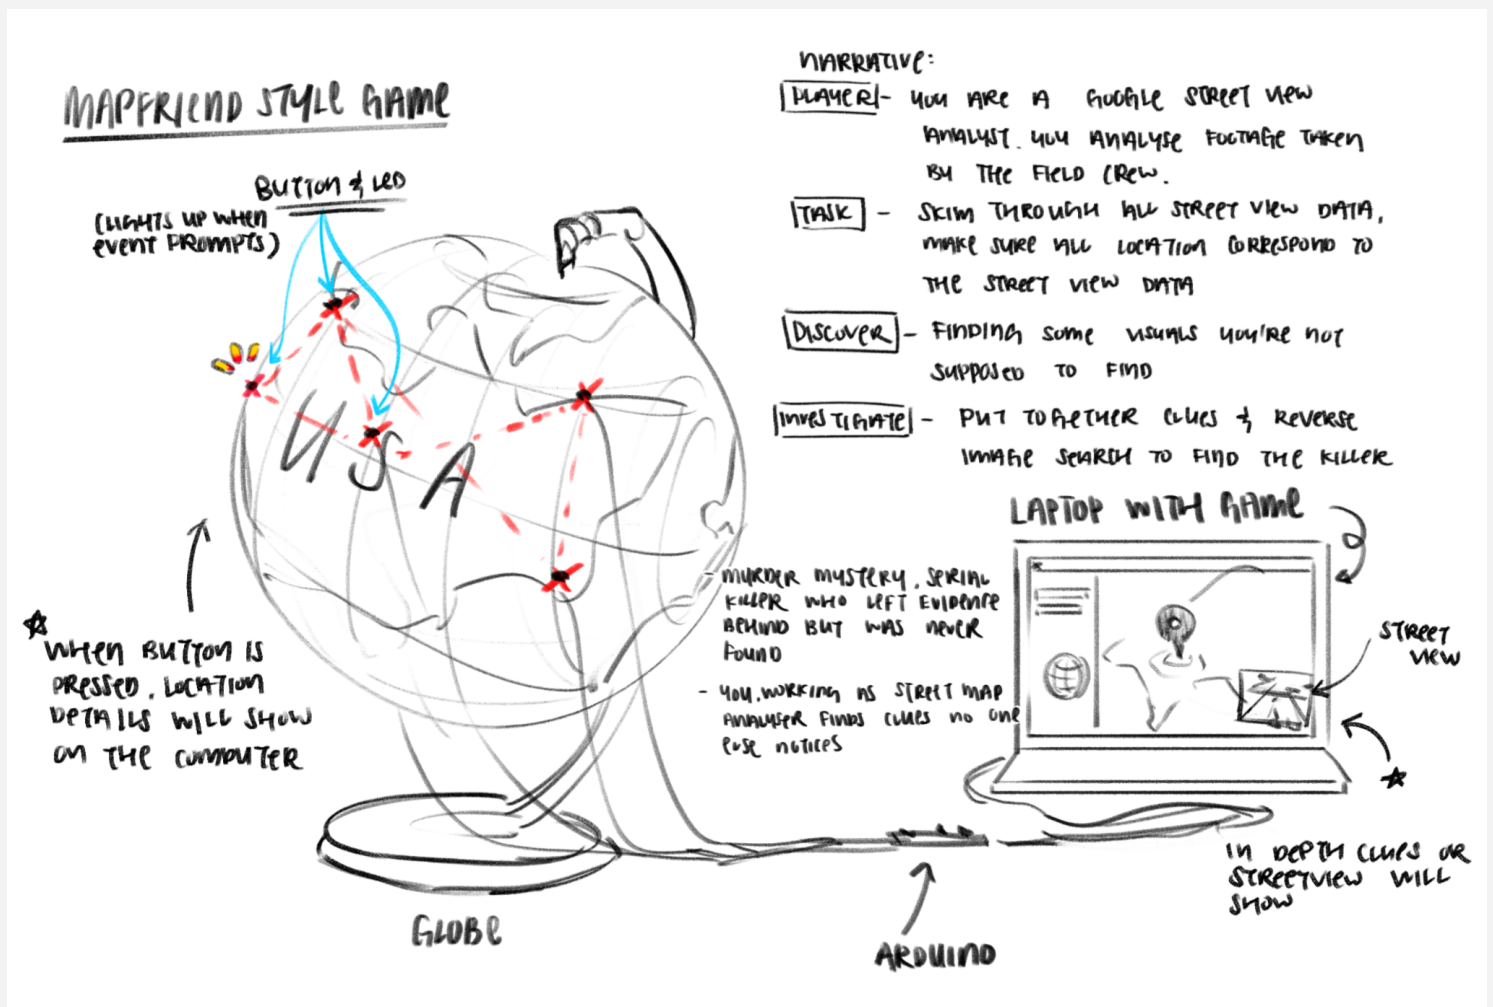 MAPFRIEND STYLE GAME
BUTTON & LED
(LIGHTS UP WHEN
EVENT PROMPTS)
USA
WHEN BUTTON IS
PRESSED, LOCATION
DETAILS WILL SHOW
ON THE COMPUTER
GLOBE
NARRATIVE:
PLAYER - YOU ARE A GOOGLE STREET VIEW
ANALYST. YOU ANALYSE FOOTAGE TAKEN
BY THE FIELD CREW.
TASK - SKIM THROUGH ALL STREET VIEW DATA,
MAKE SURE ALL LOCATION CORRESPOND TO
THE STREET VIEW DATA
DISCOVER - FINDING SOME VISUALS YOU'RE NOT
SUPPOSED TO FIND
INVESTIGATE - PUT TOGETHER CLUES & REVERSE
IMAGE SEARCH TO FIND THE KILLER
LAPTOP WITH GAME
- MURDER MYSTERY, SERIAL
KILLER WHO LEFT EVIDENCE
BEHIND BUT WAS NEVER
FOUND
- YOU, WORKING AS STREET MAP
ANALYSER FINDS CLUES NO ONE
ELSE NOTICES
STREET
VIEW
IN DEPTH CLUES OR
STREETVIEW WILL
SHOW
ARDUINO